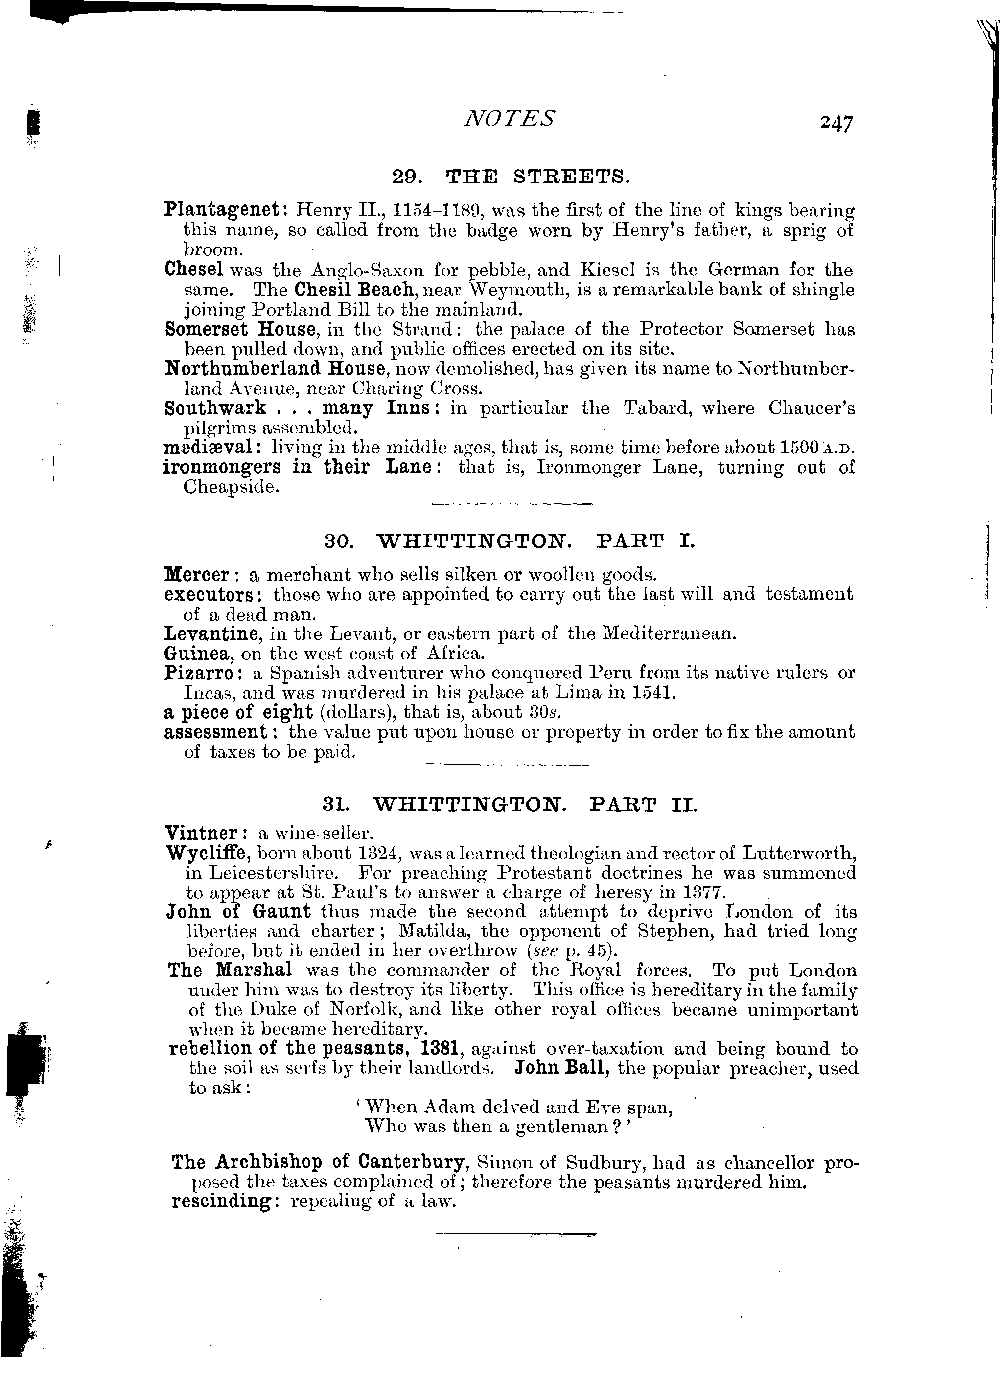 NOTES 247
29. THE STREETS.
Plantagenet: Henry II., 1154–1189, was the first of the line of kings bearing
this name, so called from the badge worn by Henry's father, a sprig of
broom.
Chesel was the Anglo-Saxon for pebble, and Kiesel is the German for the
same. The Chesil Beach, near Weymouth, is a remarkable bank of shingle
joining Portland Bill to the mainland.
Somerset House, in the Strand: the palace of the Protector Somerset has
been pulled down, and public offices erected on its site.
Northumberland House, now demolished, has given its name to Northumber-
land Avenue, near Charing Cross.
Southwark . . . many Inns: in particular the Tabard, where Chaucer's
pilgrims assembled.
mediæval: living in the middle ages, that is, some time before about 1500 A.D.
ironmongers in their Lane: that is, Ironmonger Lane, turning out of
Cheapside.
30. WHITTINGTON. PART I.
Mercer: a merchant who sells silken or woollen goods.
executors: those who are appointed to carry out the last will and testament
of a dead man.
Levantine, in the Levant, or eastern part of the Mediterranean.
Guinea, on the west coast of Africa.
Pizarro: a Spanish adventurer who conquered Peru from its native rulers or
Incas, and was murdered in his palace at Lima in 1541.
a piece of eight (dollars), that is, about 30s.
assessment: the value put upon house or property in order to fix the amount
of taxes to be paid.
31. WHITTINGTON. PART II.
Vintner: a wine-seller.
Wycliffe, born about 1324, was a learned theologian and rector of Lutterworth,
in Leicestershire. For preaching Protestant doctrines he was summoned
to appear at St. Paul's to answer a charge of heresy in 1377.
John of Gaunt thus made the second attempt to deprive London of its
liberties and charter; Matilda, the opponent of Stephen, had tried long
before, but it ended in her overthrow (see p. 45).
The Marshal was the commander of the Royal forces. To put London
under him was to destroy its liberty. This office is hereditary in the family
of the Duke of Norfolk, and like other royal offices became unimportant
when it became hereditary.
rebellion of the peasants, 1381, against over-taxation and being bound to
the soil as serfs by their landlords. John Ball, the popular preacher, used
to ask:
'When Adam delved and Eve span,
Who was then a gentleman?'
The Archbishop of Canterbury, Simon of Sudbury, had as chancellor pro-
posed the taxes complained of; therefore the peasants murdered him.
rescinding: repealing of a law.